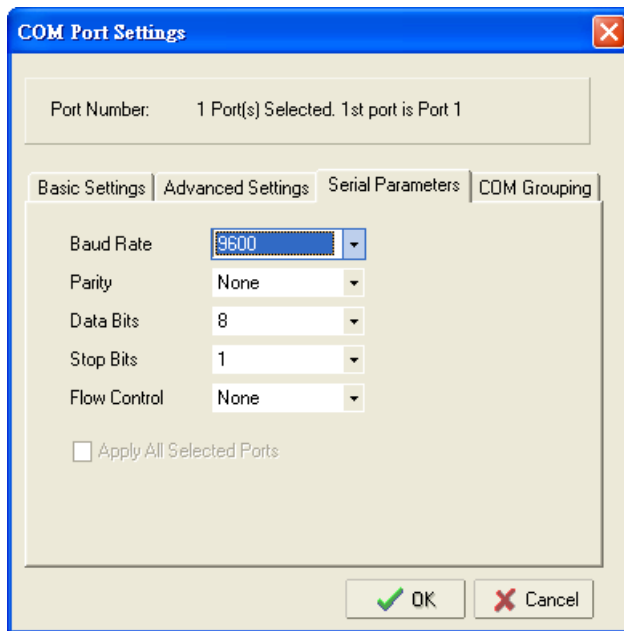 COM Port Settings
Port Number: 1 Port(s) Selected. 1st port is Port 1
Basic Settings Advanced Settings Serial Parameters COM Grouping
Baud Rate 9600
Parity None
Data Bits 8
Stop Bits 1
Flow Control None
Apply All Selected Ports
OK Cancel